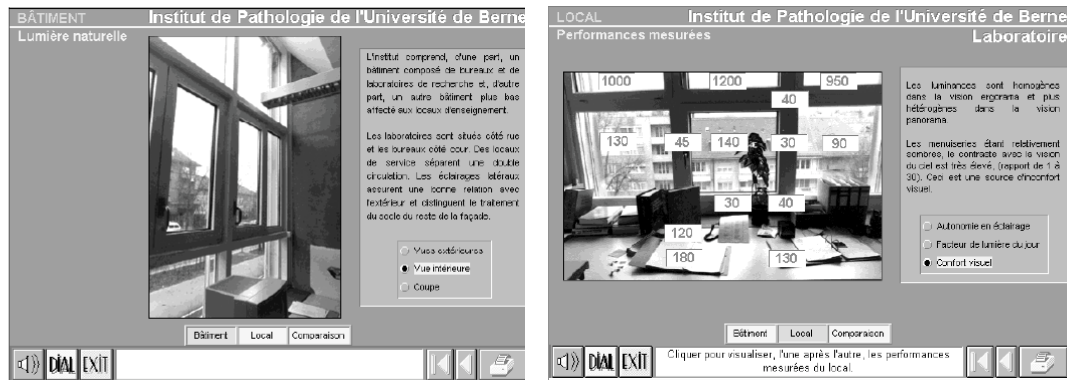 BÂTIMENT
Institut de Pathologie de l'Université de Berne
Lumière naturelle
L'institut comprend, d'une part, un
bâtiment composé de bureaux et de
laboratoires de recherche et, d'autre
part, un autre bâtiment plus bas
affecté aux locaux d'enseignement.
Les laboratoires sont situés côté rue
et les bureaux côté cour. Des locaux
de service séparent une double
circulation. Les éclairages latéraux
assurent une bonne relation avec
l'extérieur et distinguent le traitement
du socle du reste de la façade.
Vues extérieures
Vue intérieure
Coupe
Bâtiment
Local
Comparaison
DIAL
EXIT
LOCAL
Institut de Pathologie de l'Université de Berne
Performances mesurées
Laboratoire
1000
1200
950
40
130
45
140
30
90
30
40
120
180
130
Les luminances sont homogènes
dans la vision ergorama et plus
hétérogènes dans la vision
panorama.
Les menuiseries étant relativement
sombres, le contraste avec la vision
du ciel est très élevé, (rapport de 1 à
30). Ceci est une source d'inconfort
visuel.
Autonomie en éclairage
Facteur de lumière du jour
Confort visuel
Bâtiment
Local
Comparaison
DIAL
EXIT
Cliquer pour visualiser, l'une après l'autre, les performances
mesurées du local.